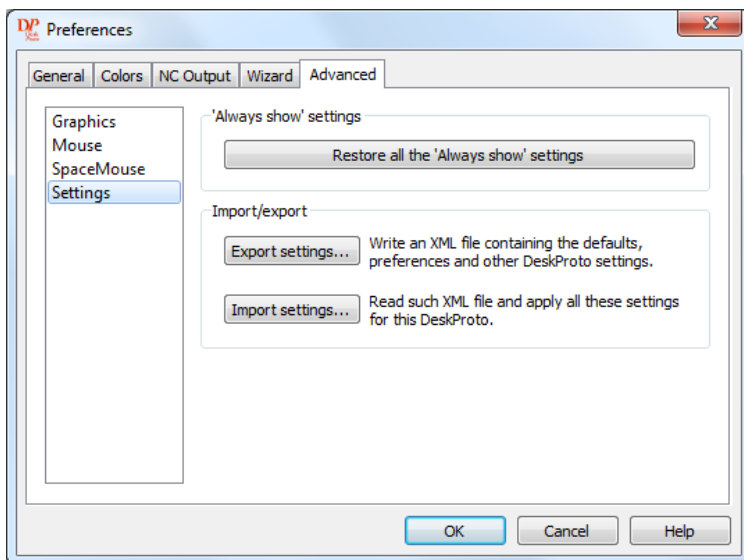 DP
Preferences
General Colors NC Output Wizard Advanced
Graphics
Mouse
SpaceMouse
Settings
'Always show' settings
Restore all the 'Always show' settings
Import/export
Export settings...
Write an XML file containing the defaults,
preferences and other DeskProto settings.
Import settings...
Read such XML file and apply all these settings
for this DeskProto.
OK Cancel Help